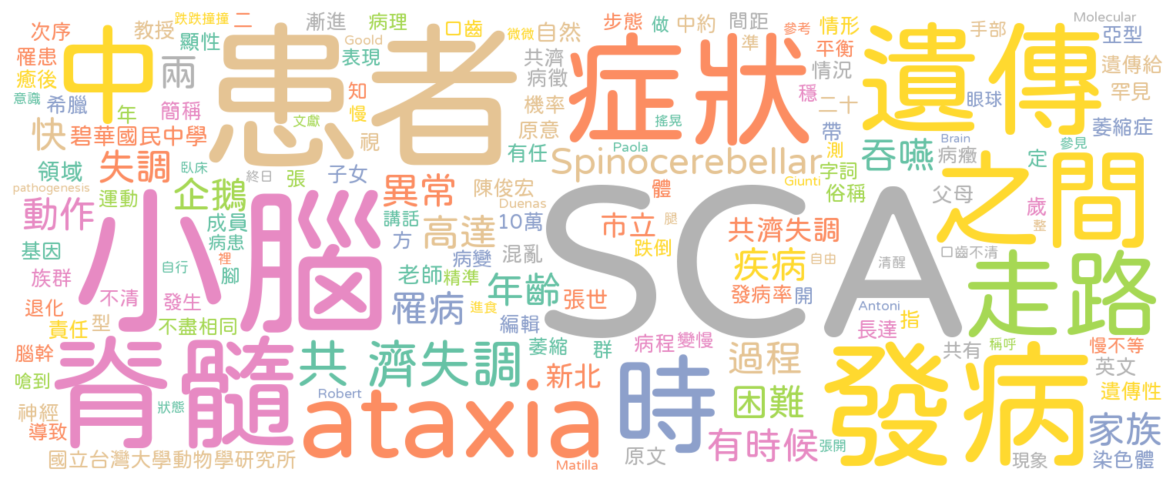 跌跌撞撞 二 漸進 病理 口齒 微微 自然 步態 做 中約 間距 參考 情形 手部 Molecular
次序 教授 Goold 準 平衡 亞型
罹患 中 顯性 患者 表現 共濟 症狀 情況 遺傳 遺傳給
癒後 兩 知 病徵 穩
意識 希臘 年 簡稱 文獻 慢 機率 二十 眼球 罕見
快 碧華國民中學 視 原意 搖晃 帶 萎縮症
失調 有任 Paola 測 吞嚥 Brain 參見
領域 臥床 終日 張 子女 Spinocerebellar 字詞 病癥 定 之間
pathogenesis 運動 企鵝 異常 陳俊宏 Duenas 體 Giunti 俗稱 父母
動作 成員 講話 10萬 市立 腿 SCA 歲
小腦 病患 方 高達 跌倒 共濟失調 整
基因 裡 病變 混亂 疾病 自由 清醒 口齒不清
族群 自行 腳 老師 精準 年齡 發病率 開 走路
退化 不清 發生 罹病 進食 張世 Antoni
責任 型 不盡相同 編輯 長達 指 稱呼
腦幹 脊髓 共 濟失調 萎縮 群 病程 變慢 過程 發病 共有 慢不等
嗆到 新北 時 英文
神經 狀態 Robert ataxia 困難 遺傳性
導致 有時候 張開 家族
國立台灣大學動物學研究所 Matilla 原文 現象 染色體